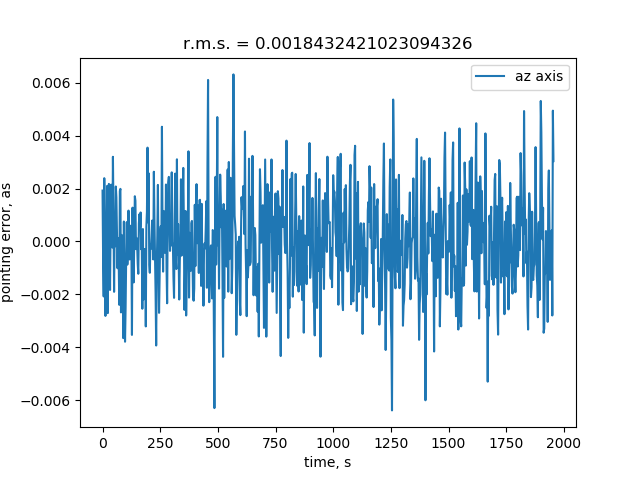 r.m.s. = 0.0018432421023094326
az axis
pointing error, as
0.006
0.004
0.002
0.000
−0.002
−0.004
−0.006
0 250 500 750 1000 1250 1500 1750 2000
time, s